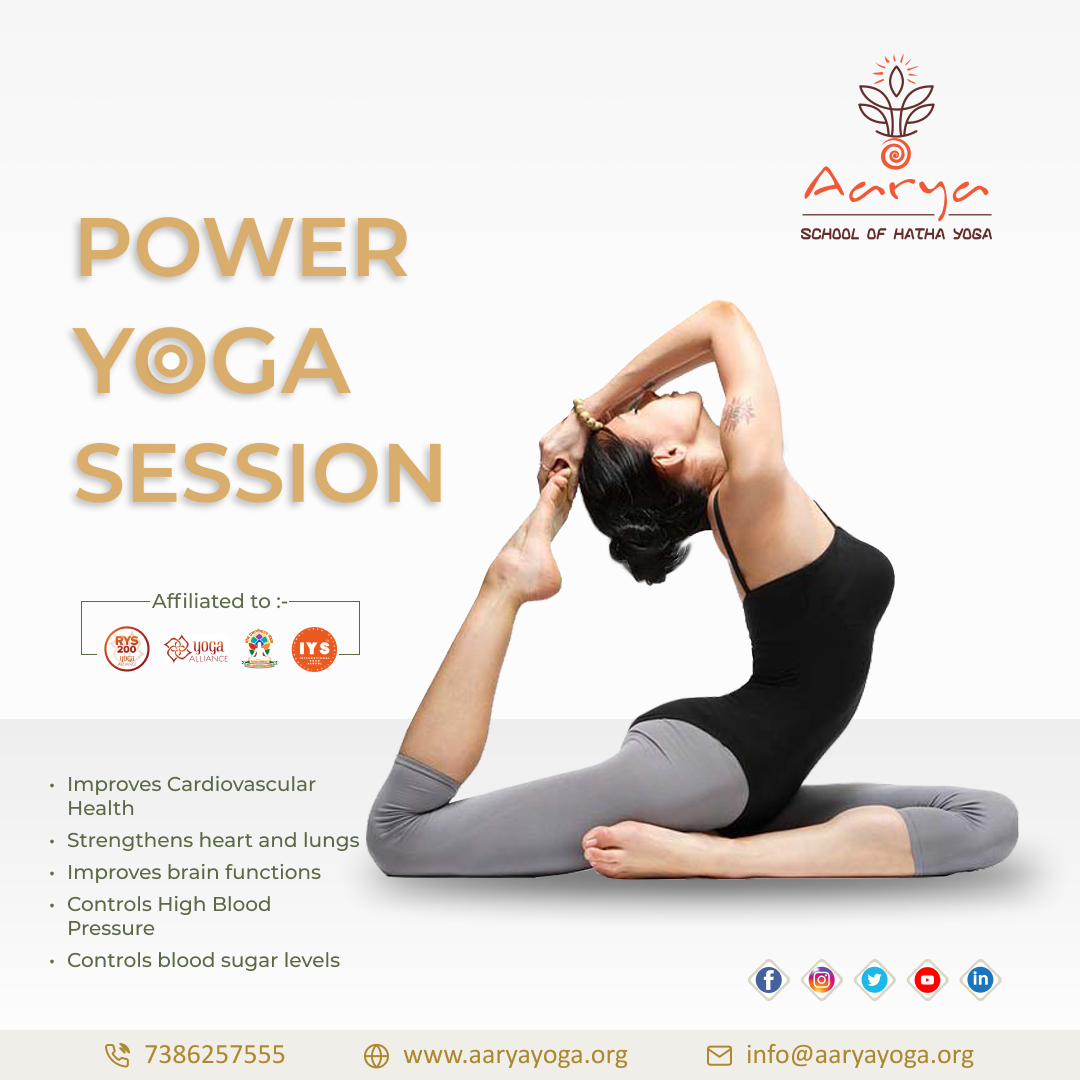 Aarya
SCHOOL OF HATHA YOGA
POWER
YOGA
SESSION
Affiliated to :-
RYS
200
yoga
ALLIANCE
IYS
• Improves Cardiovascular
Health
• Strengthens heart and lungs
• Improves brain functions
• Controls High Blood
Pressure
• Controls blood sugar levels
7386257555
www.aaryayoga.org
info@aaryayoga.org